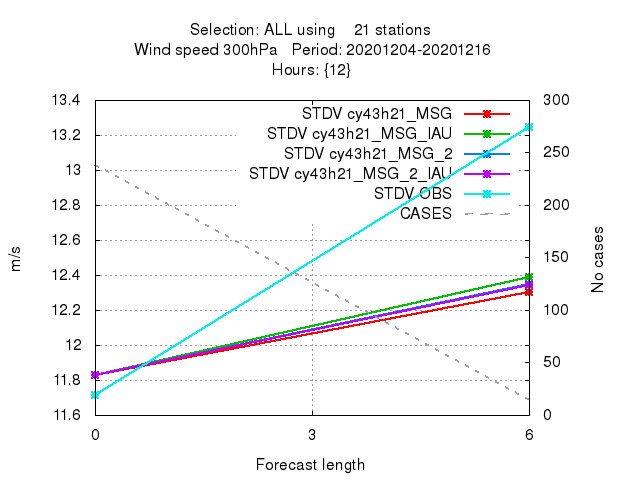 Selection: ALL using    21 stations
Wind speed 300hPa   Period: 20201204-20201216
Hours: {12}
13.4
13.2
13
12.8
12.6
12.4
12.2
12
11.8
11.6
m/s
STDV cy43h21_MSG
STDV cy43h21_MSG_IAU
STDV cy43h21_MSG_2
STDV cy43h21_MSG_2_IAU
STDV OBS
CASES
300
250
200
150
100
50
0
No cases
0 3 6
Forecast length